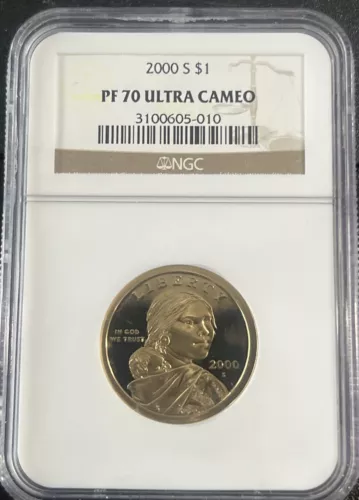 2000 S $1
PF 70 ULTRA CAMEO
3100605-010
NGC
LIBERTY
IN GOD
WE TRUST
2000
S